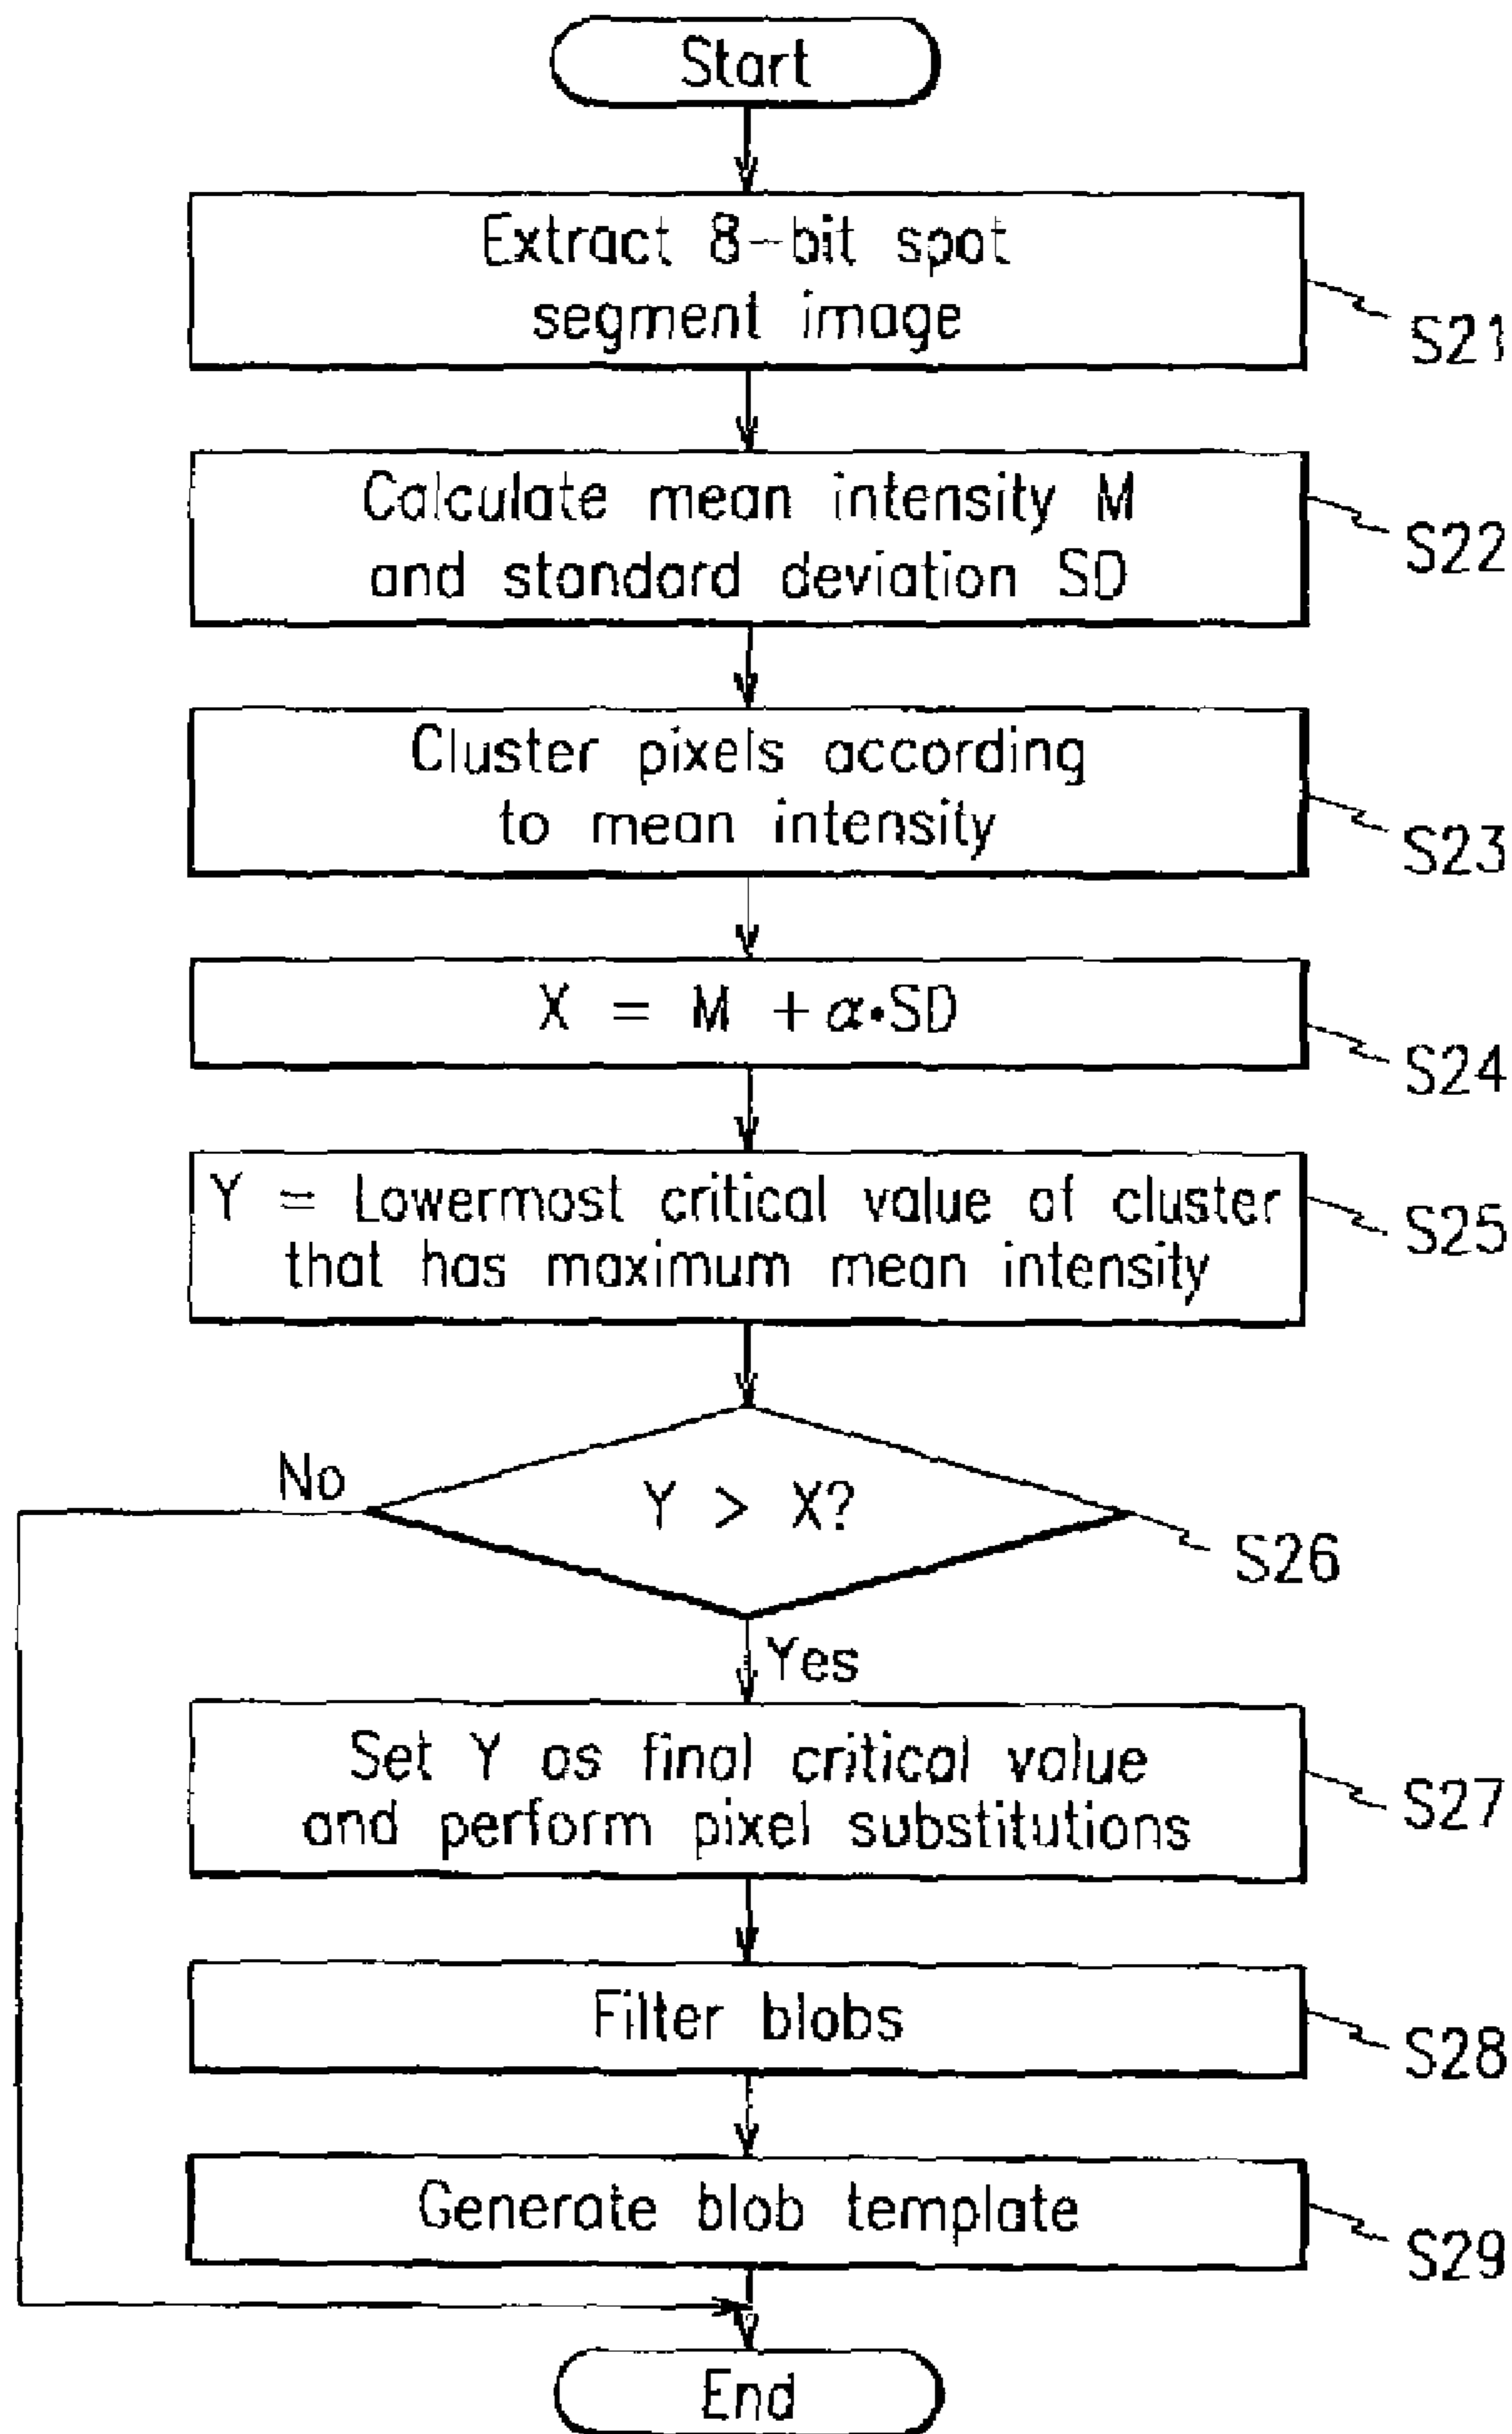 Start
Extract 8-bit spot
segment image
S21
Calculate mean intensity M
and standard deviation SD
S22
Cluster pixels according
to mean intensity
S23
X = M + α·SD
S24
Y = Lowermost critical value of cluster
that has maximum mean intensity
S25
No
Y > X?
S26
Yes
Set Y as final critical value
and perform pixel substitutions
S27
Filter blobs
S28
Generate blob template
S29
End